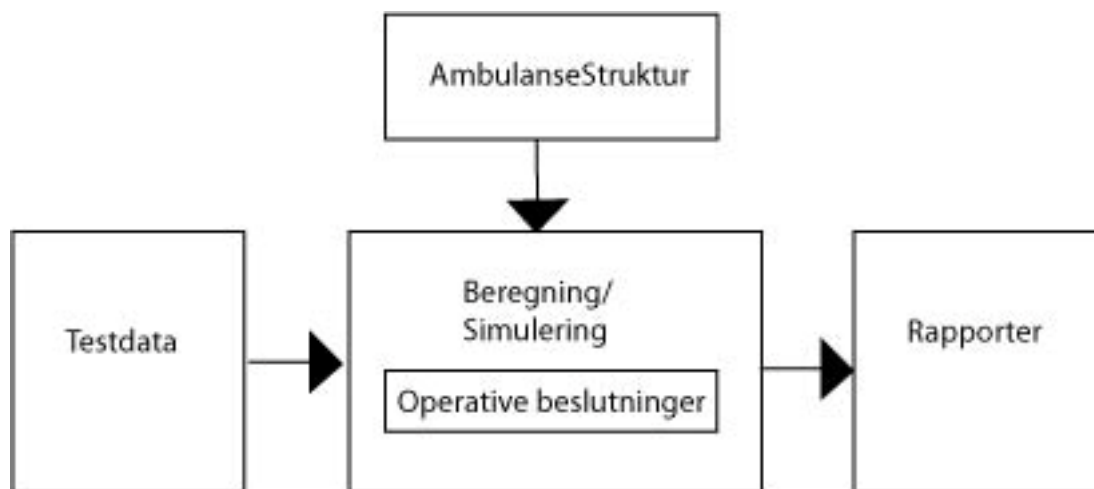 AmbulanseStruktur
Testdata
Beregning/
Simulering
Operative beslutninger
Rapporter